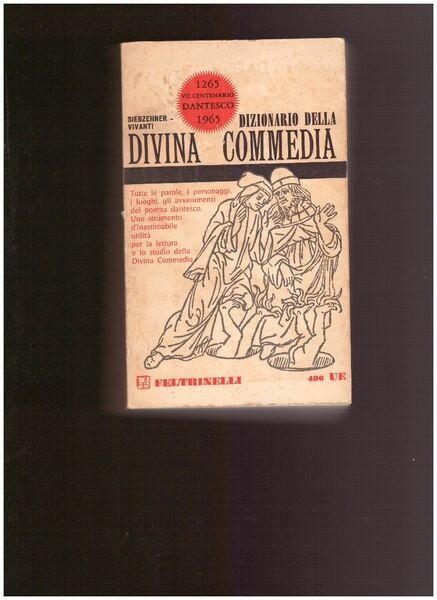 1265
VII CENTENARIO
DANTESCO
1965
SIEBZEHNER -
VIVANTI
DIZIONARIO DELLA
DIVINA COMMEDIA
Tutte le parole, i personaggi,
i luoghi, gli avvenimenti
del poema dantesco.
Uno strumento
d'inestimabile
utilità
per la lettura
e lo studio della
Divina Commedia
FELTRINELLI
496 UE